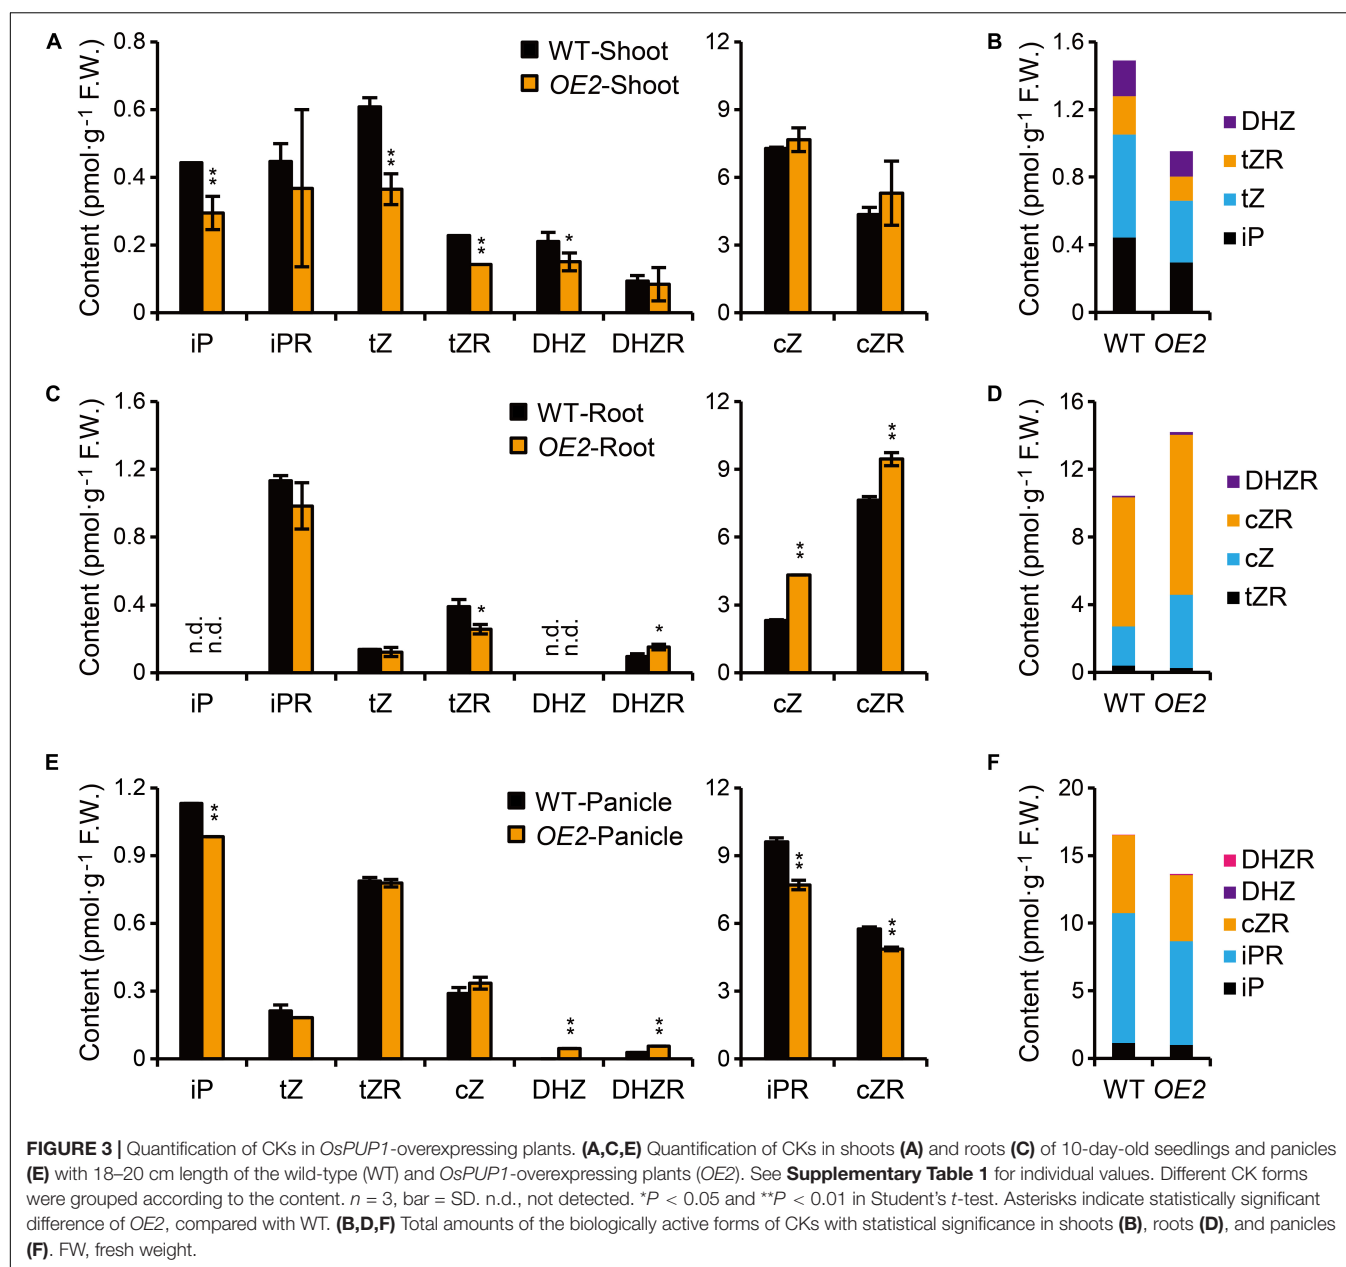 A
Content (pmol·g⁻¹ F.W.)
0.8
0.6
0.4
0.2
0
WT-Shoot
OE2-Shoot
**
**
**
*
iP iPR tZ tZR DHZ DHZR
12
9
6
3
0
cZ cZR
B
Content (pmol·g⁻¹ F.W.)
1.6
1.2
0.8
0.4
0
DHZ
tZR
tZ
iP
WT OE2
C
Content (pmol·g⁻¹ F.W.)
1.6
1.2
0.8
0.4
0
WT-Root
OE2-Root
n.d.
n.d.
*
n.d.
n.d.
*
iP iPR tZ tZR DHZ DHZR
12
9
6
3
0
**
**
cZ cZR
D
Content (pmol·g⁻¹ F.W.)
16
12
8
4
0
DHZR
cZR
cZ
tZR
WT OE2
E
Content (pmol·g⁻¹ F.W.)
1.2
0.9
0.6
0.3
0
WT-Panicle
OE2-Panicle
**
**
**
iP tZ tZR cZ DHZ DHZR
12
9
6
3
0
**
**
iPR cZR
F
Content (pmol·g⁻¹ F.W.)
20
15
10
5
0
DHZR
DHZ
cZR
iPR
iP
WT OE2
FIGURE 3 | Quantification of CKs in OsPUP1-overexpressing plants. (A,C,E) Quantification of CKs in shoots (A) and roots (C) of 10-day-old seedlings and panicles
(E) with 18–20 cm length of the wild-type (WT) and OsPUP1-overexpressing plants (OE2). See Supplementary Table 1 for individual values. Different CK forms
were grouped according to the content. n = 3, bar = SD. n.d., not detected. *P < 0.05 and **P < 0.01 in Student's t-test. Asterisks indicate statistically significant
difference of OE2, compared with WT. (B,D,F) Total amounts of the biologically active forms of CKs with statistical significance in shoots (B), roots (D), and panicles
(F). FW, fresh weight.